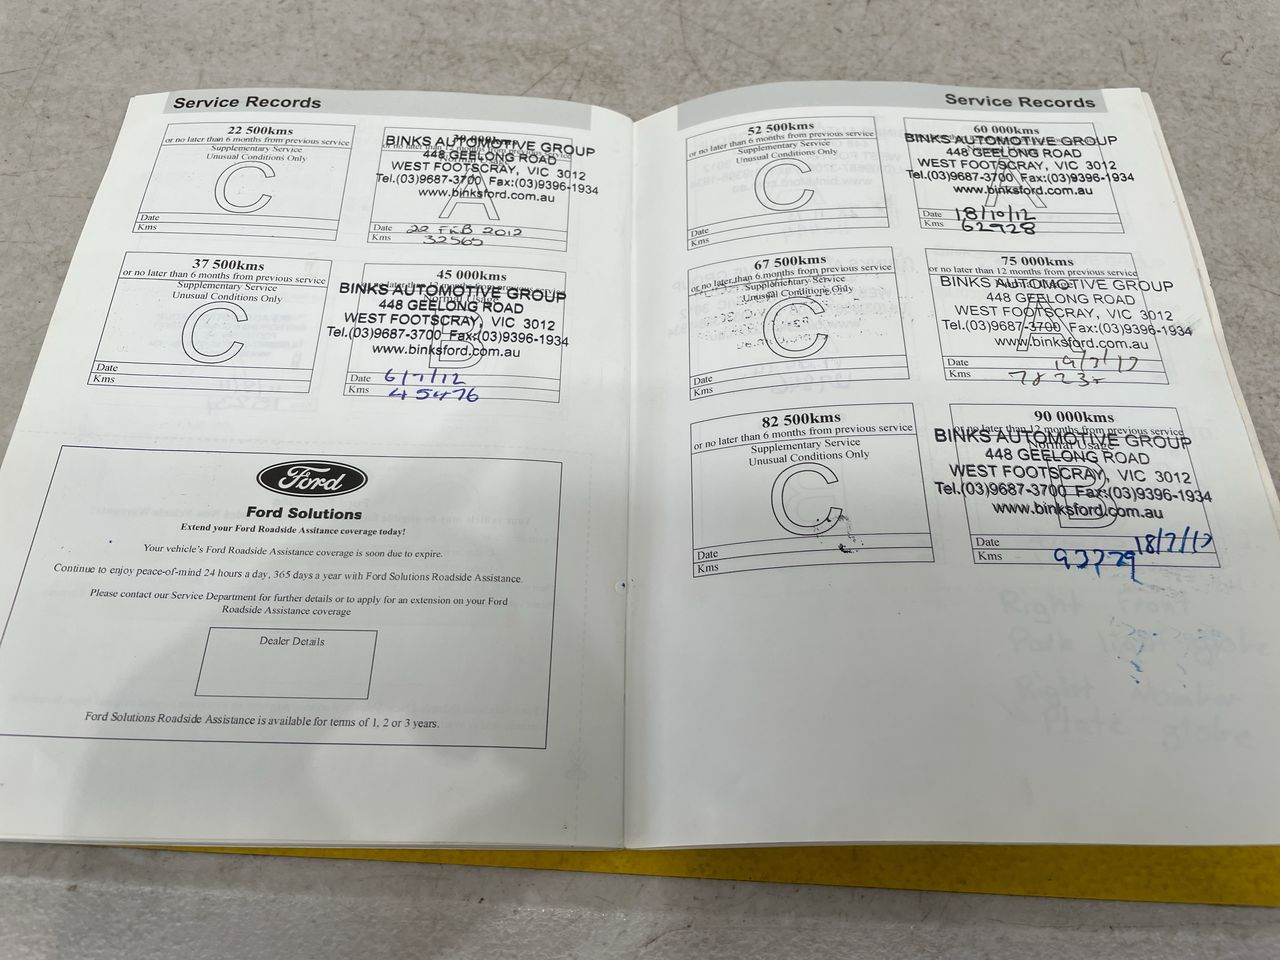 Service Records
22 500kms
or no later than 6 months from previous service
Supplementary Service
Unusual Conditions Only
C
Date
Kms
30 000kms
BINKS AUTOMOTIVE GROUP
448 GEELONG ROAD
WEST FOOTSCRAY, VIC 3012
Tel.(03)9687-3700 Fax:(03)9396-1934
www.binksford.com.au
A
Date 22 FEB 2012
Kms 32565
37 500kms
or no later than 6 months from previous service
Supplementary Service
Unusual Conditions Only
C
Date
Kms
45 000kms
BINKS AUTOMOTIVE GROUP
Normal Usage
448 GEELONG ROAD
WEST FOOTSCRAY, VIC 3012
Tel.(03)9687-3700 Fax:(03)9396-1934
www.binksford.com.au
B
Date 6/7/12
Kms 45476
Ford
Ford Solutions
Extend your Ford Roadside Assitance coverage today!
Your vehicle's Ford Roadside Assistance coverage is soon due to expire.
Continue to enjoy peace-of-mind 24 hours a day, 365 days a year with Ford Solutions Roadside Assistance.
Please contact our Service Department for further details or to apply for an extension on your Ford
Roadside Assistance coverage
Dealer Details
Ford Solutions Roadside Assistance is available for terms of 1, 2 or 3 years.
Service Records
52 500kms
or no later than 6 months from previous service
Supplementary Service
Unusual Conditions Only
C
Date
Kms
60 000kms
BINKS AUTOMOTIVE GROUP
448 GEELONG ROAD
WEST FOOTSCRAY, VIC 3012
Tel.(03)9687-3700 Fax:(03)9396-1934
www.binksford.com.au
A
Date 18/10/12
Kms 62928
67 500kms
or no later than 6 months from previous service
Supplementary Service
Unusual Conditions Only
C
Date
Kms
75 000kms
or no later than 12 months from previous service
BINKS AUTOMOTIVE GROUP
448 GEELONG ROAD
WEST FOOTSCRAY, VIC 3012
Tel.(03)9687-3700 Fax:(03)9396-1934
www.binksford.com.au
A
Date
Kms
82 500kms
or no later than 6 months from previous service
Supplementary Service
Unusual Conditions Only
C
Date
Kms
90 000kms
or no later than 12 months from previous service
BINKS AUTOMOTIVE GROUP
Normal Usage
448 GEELONG ROAD
WEST FOOTSCRAY, VIC 3012
Tel.(03)9687-3700 Fax:(03)9396-1934
www.binksford.com.au
B
Date
Kms
Right Front
Park light globe
Right Number
Plate globe